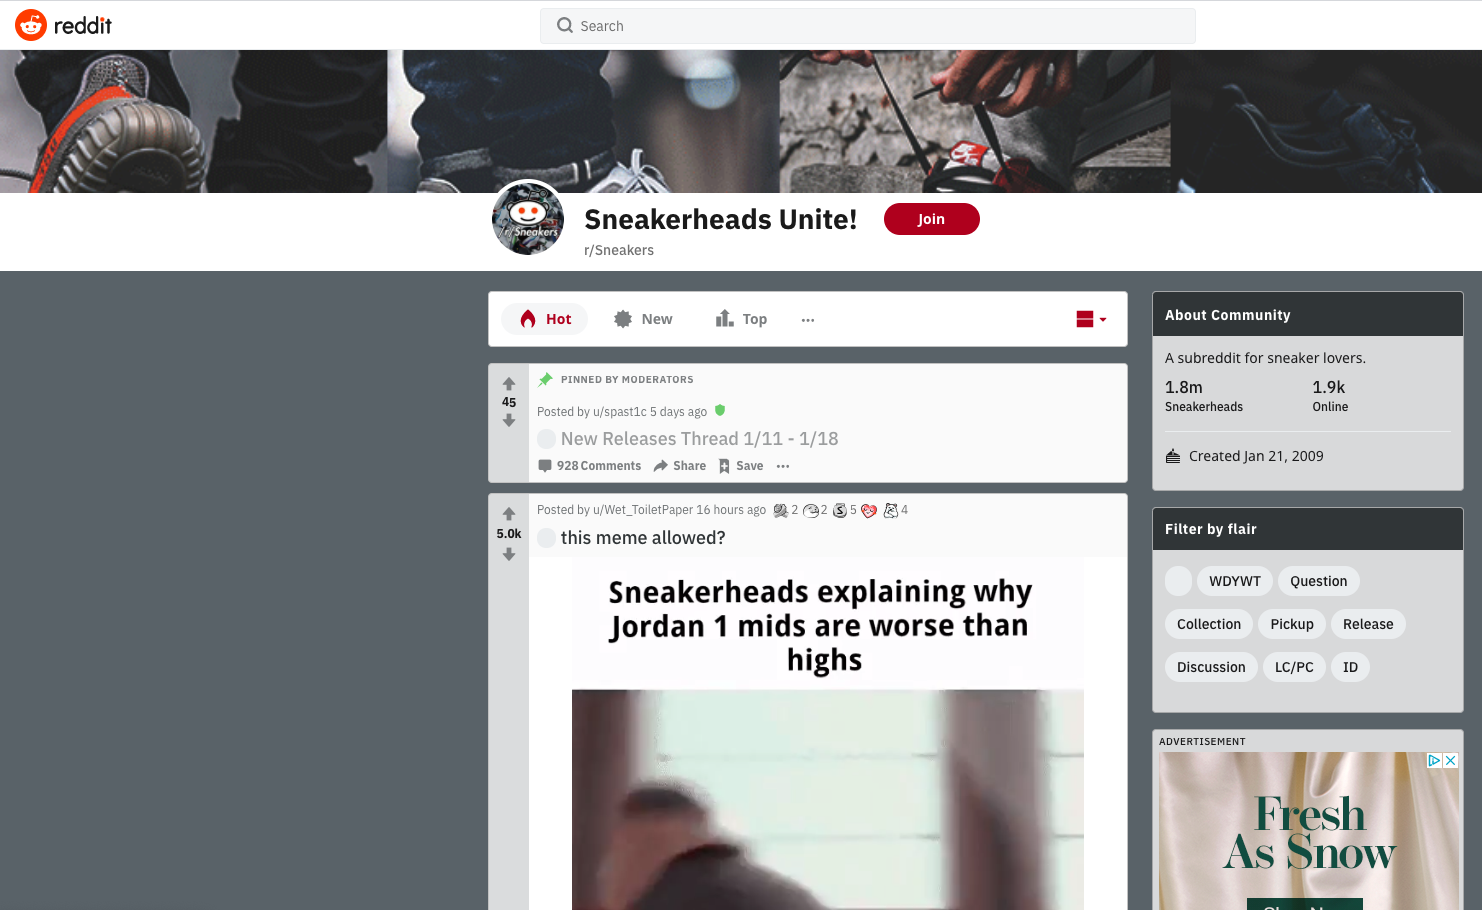 reddit
Search
/r/Sneakers
Sneakerheads Unite!
Join
r/Sneakers
Hot
New
Top
45
PINNED BY MODERATORS
Posted by u/spast1c 5 days ago
New Releases Thread 1/11 - 1/18
928 Comments
Share
Save
5.0k
Posted by u/Wet_ToiletPaper 16 hours ago 2 2 5 4
this meme allowed?
Sneakerheads explaining why
Jordan 1 mids are worse than
highs
About Community
A subreddit for sneaker lovers.
1.8m 1.9k
Sneakerheads Online
Created Jan 21, 2009
Filter by flair
WDYWT Question
Collection Pickup Release
Discussion LC/PC ID
ADVERTISEMENT
Fresh
As Snow